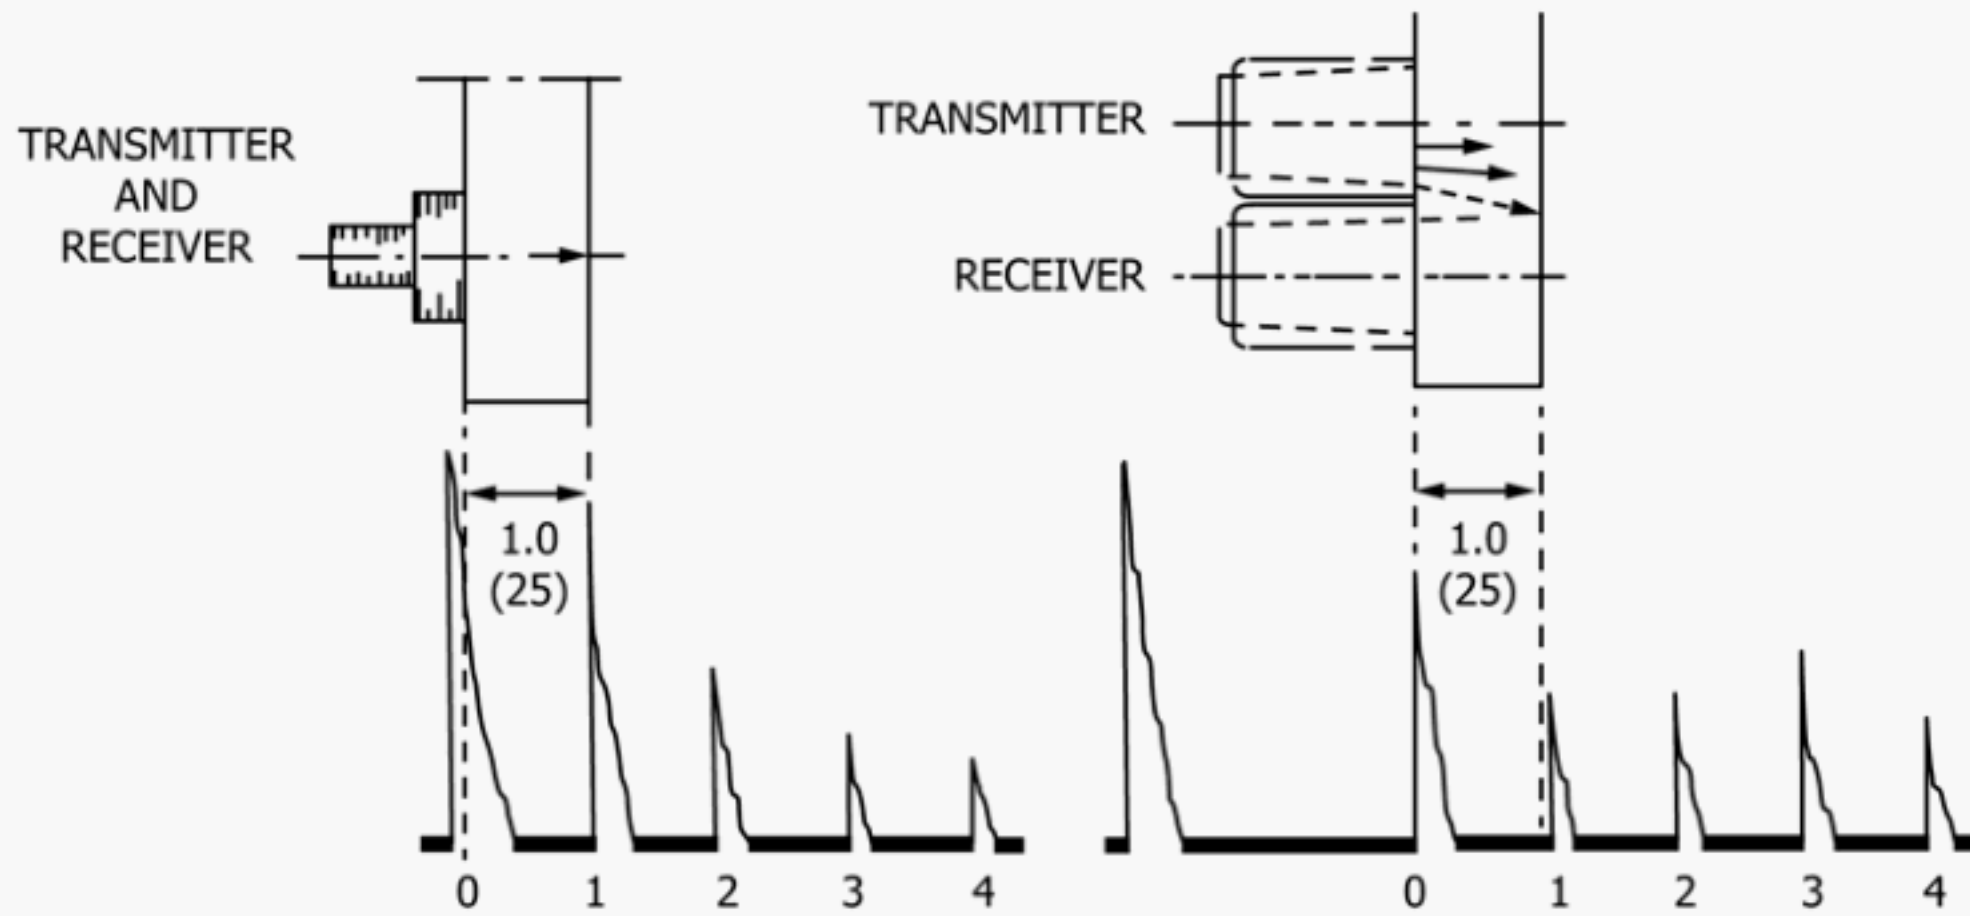 TRANSMITTER
AND
RECEIVER
TRANSMITTER
RECEIVER
1.0
(25)
1.0
(25)
0 1 2 3 4
0 1 2 3 4